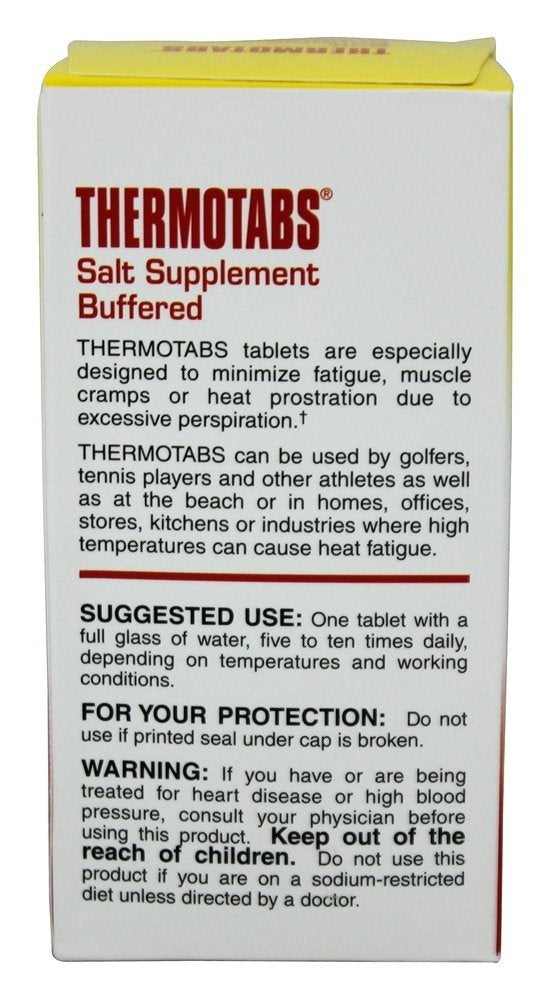 THERMOTABS
THERMOTABS®
Salt Supplement
Buffered
THERMOTABS tablets are especially
designed to minimize fatigue, muscle
cramps or heat prostration due to
excessive perspiration.†
THERMOTABS can be used by golfers,
tennis players and other athletes as well
as at the beach or in homes, offices,
stores, kitchens or industries where high
temperatures can cause heat fatigue.
SUGGESTED USE: One tablet with a
full glass of water, five to ten times daily,
depending on temperatures and working
conditions.
FOR YOUR PROTECTION: Do not
use if printed seal under cap is broken.
WARNING: If you have or are being
treated for heart disease or high blood
pressure, consult your physician before
using this product. Keep out of the
reach of children. Do not use this
product if you are on a sodium-restricted
diet unless directed by a doctor.